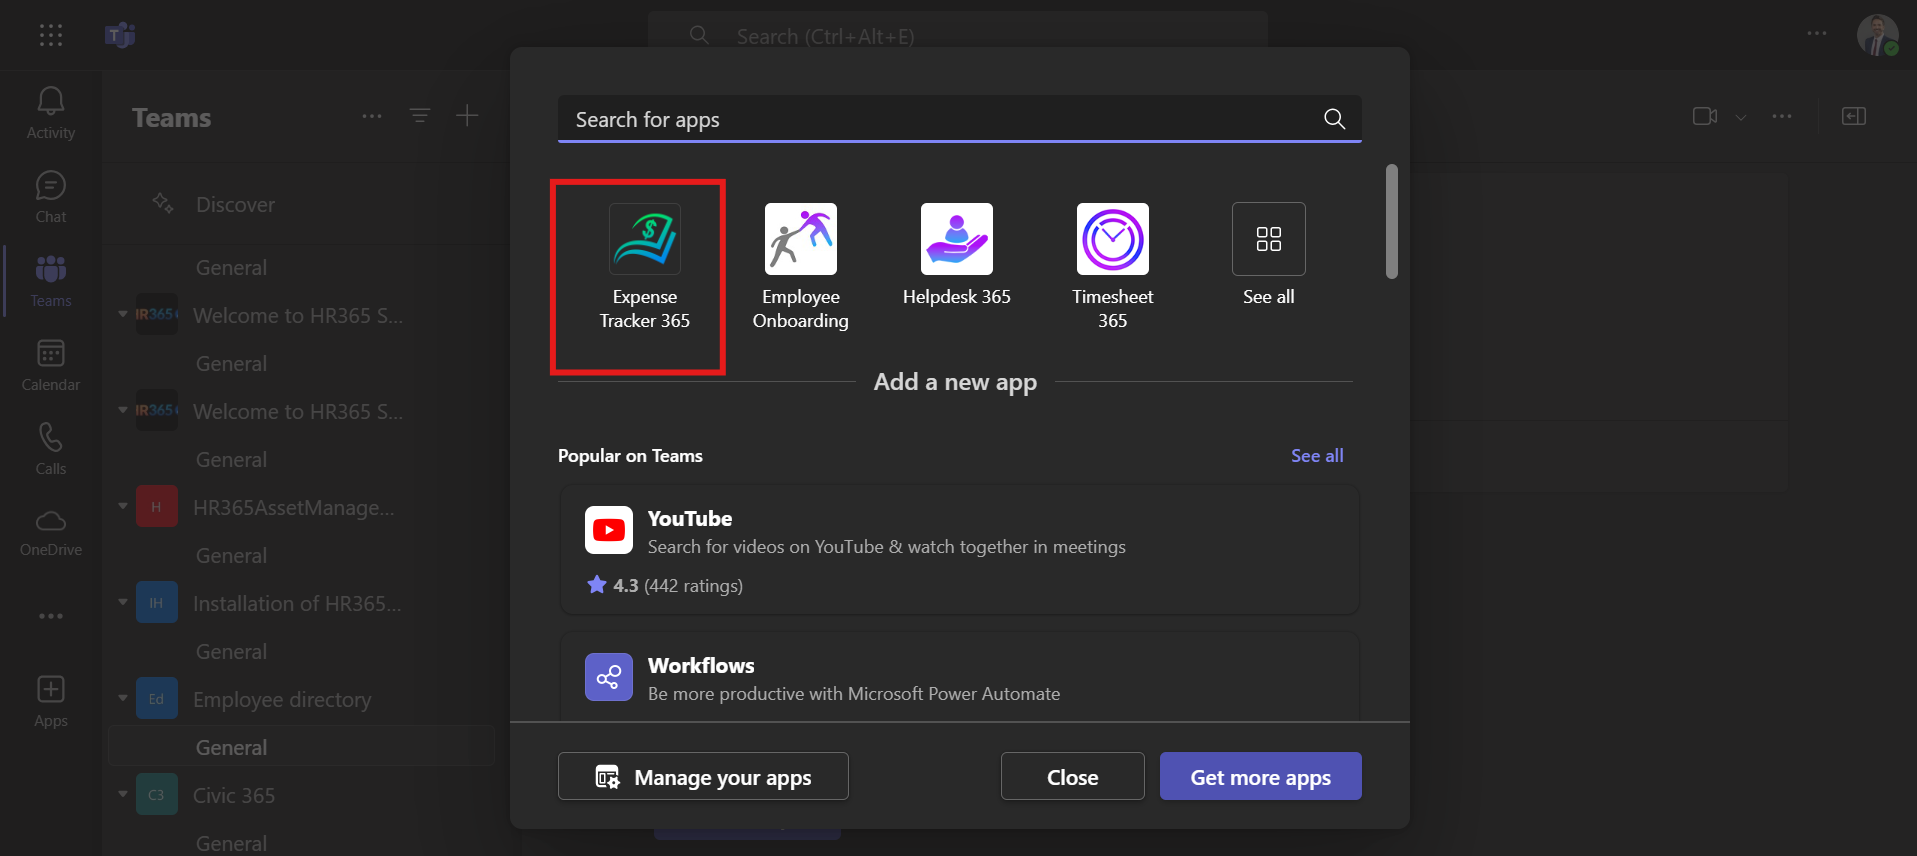 Search (Ctrl+Alt+E)
Activity
Chat
Teams
Calendar
Calls
OneDrive
Apps
Teams
Discover
General
IR365
Welcome to HR365 S...
General
IR365
Welcome to HR365 S...
General
H
HR365AssetManage...
General
IH
Installation of HR365...
General
Ed
Employee directory
General
C3
Civic 365
General
Search for apps
Expense
Tracker 365
Employee
Onboarding
Helpdesk 365
Timesheet
365
See all
Add a new app
Popular on Teams
See all
YouTube
Search for videos on YouTube & watch together in meetings
4.3 (442 ratings)
Workflows
Be more productive with Microsoft Power Automate
Manage your apps
Close
Get more apps